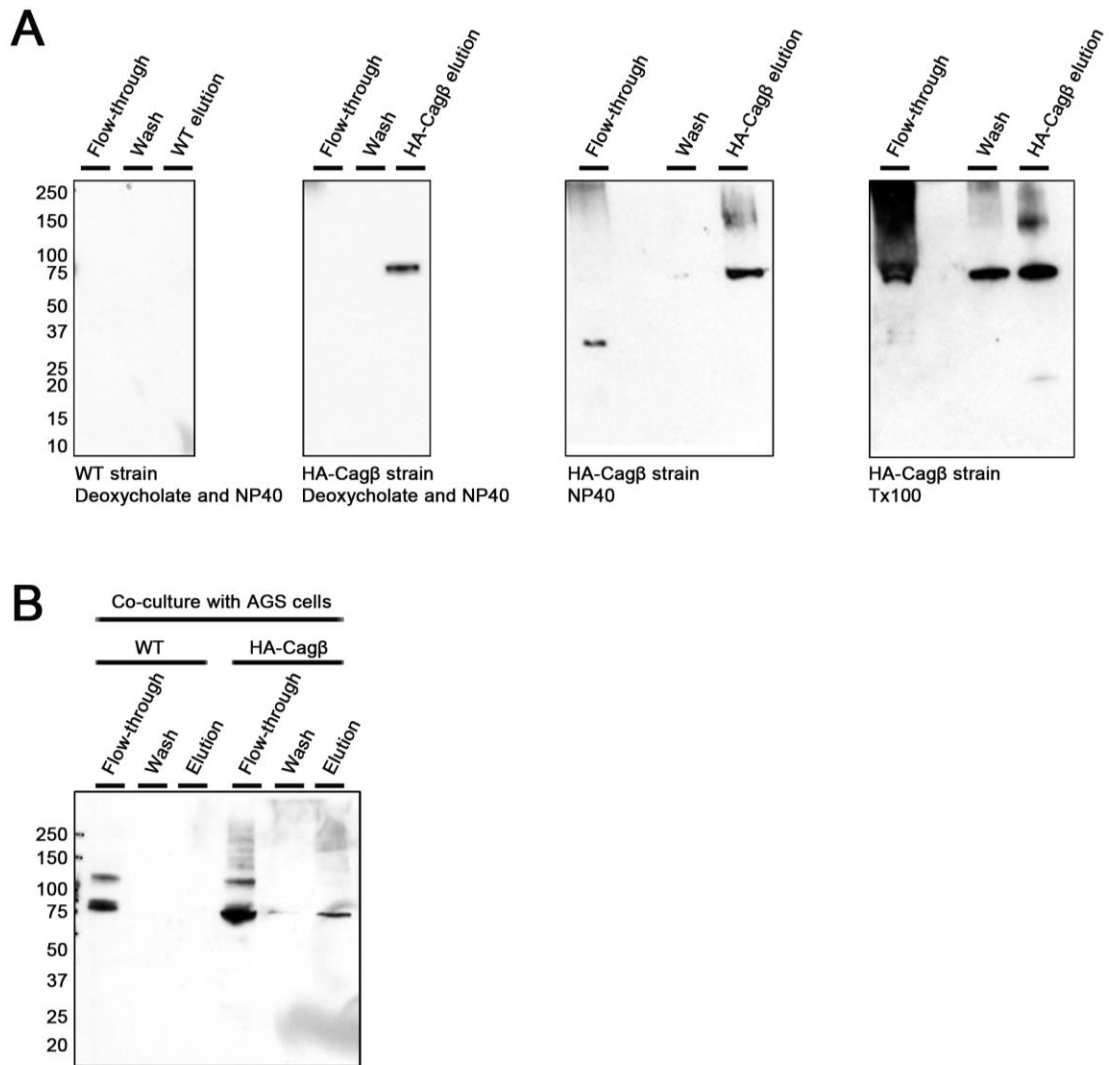 A
Flow-through
Wash
WT elution
Flow-through
Wash
HA-Cagβ elution
Flow-through
Wash
HA-Cagβ elution
Flow-through
Wash
HA-Cagβ elution
250
150
100
75
50
37
25
20
15
10
WT strain
Deoxycholate and NP40
HA-Cagβ strain
Deoxycholate and NP40
HA-Cagβ strain
NP40
HA-Cagβ strain
Tx100
B
Co-culture with AGS cells
WT
HA-Cagβ
Flow-through
Wash
Elution
Flow-through
Wash
Elution
250
150
100
75
50
37
25
20